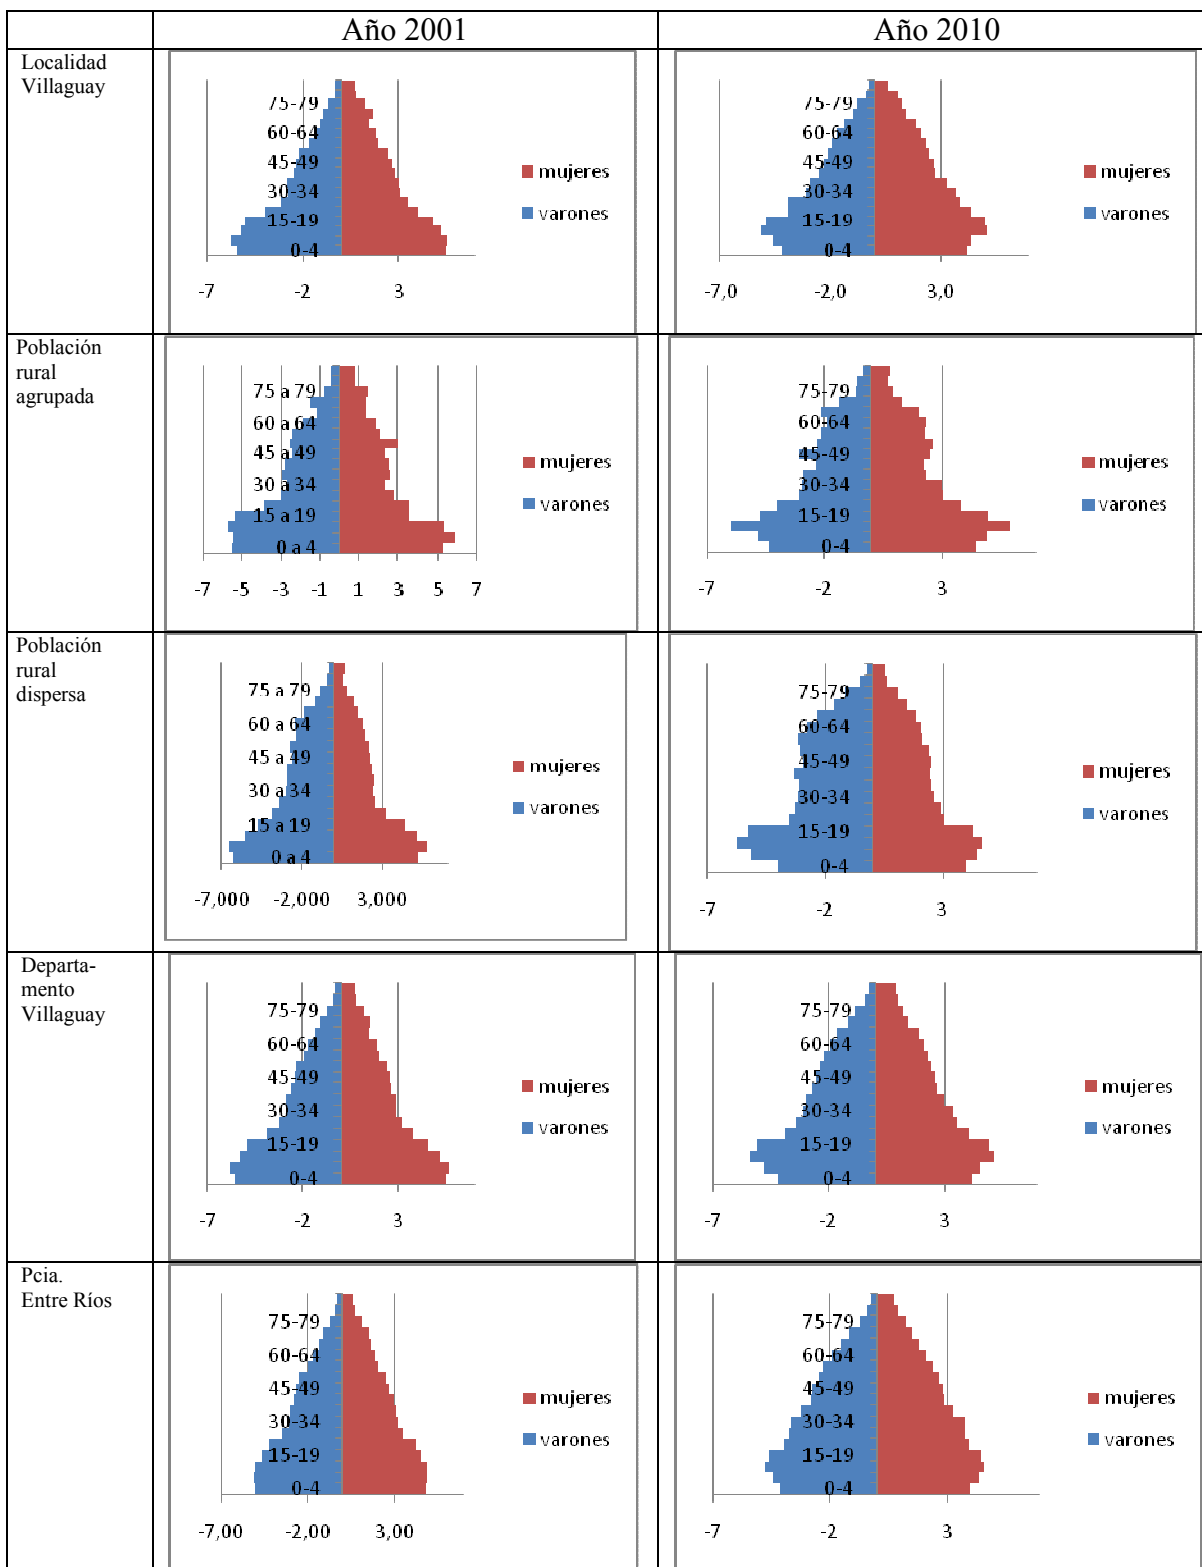 Año 2001
Año 2010
Localidad
Villaguay
75-79
60-64
45-49
30-34
15-19
0-4
-7
-2
3
mujeres
varones
75-79
60-64
45-49
30-34
15-19
0-4
-7,0
-2,0
3,0
mujeres
varones
Población
rural
agrupada
75 a 79
60 a 64
45 a 49
30 a 34
15 a 19
0 a 4
-7 -5 -3 -1 1 3 5 7
mujeres
varones
75-79
60-64
45-49
30-34
15-19
0-4
-7
-2
3
mujeres
varones
Población
rural
dispersa
75 a 79
60 a 64
45 a 49
30 a 34
15 a 19
0 a 4
-7,000 -2,000 3,000
mujeres
varones
75-79
60-64
45-49
30-34
15-19
0-4
-7
-2
3
mujeres
varones
Departa-
mento
Villaguay
75-79
60-64
45-49
30-34
15-19
0-4
-7
-2
3
mujeres
varones
75-79
60-64
45-49
30-34
15-19
0-4
-7
-2
3
mujeres
varones
Pcia.
Entre Ríos
75-79
60-64
45-49
30-34
15-19
0-4
-7,00 -2,00 3,00
mujeres
varones
75-79
60-64
45-49
30-34
15-19
0-4
-7
-2
3
mujeres
varones